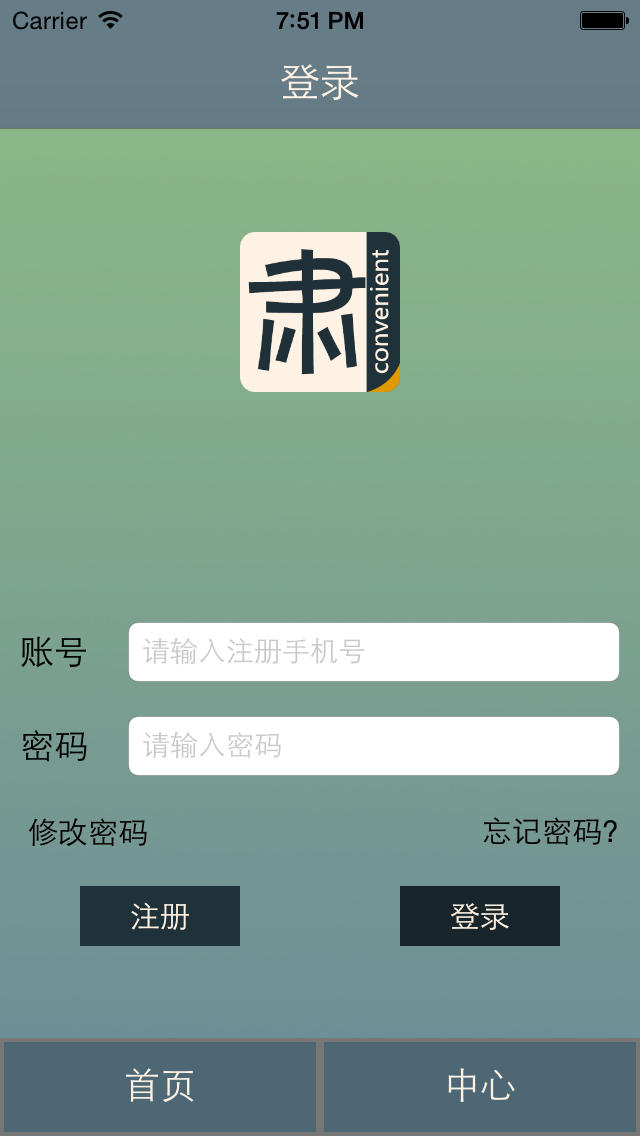 Carrier 7:51 PM
登录
肃
convenient
账号 请输入注册手机号
密码 请输入密码
修改密码 忘记密码?
注册 登录
首页 中心